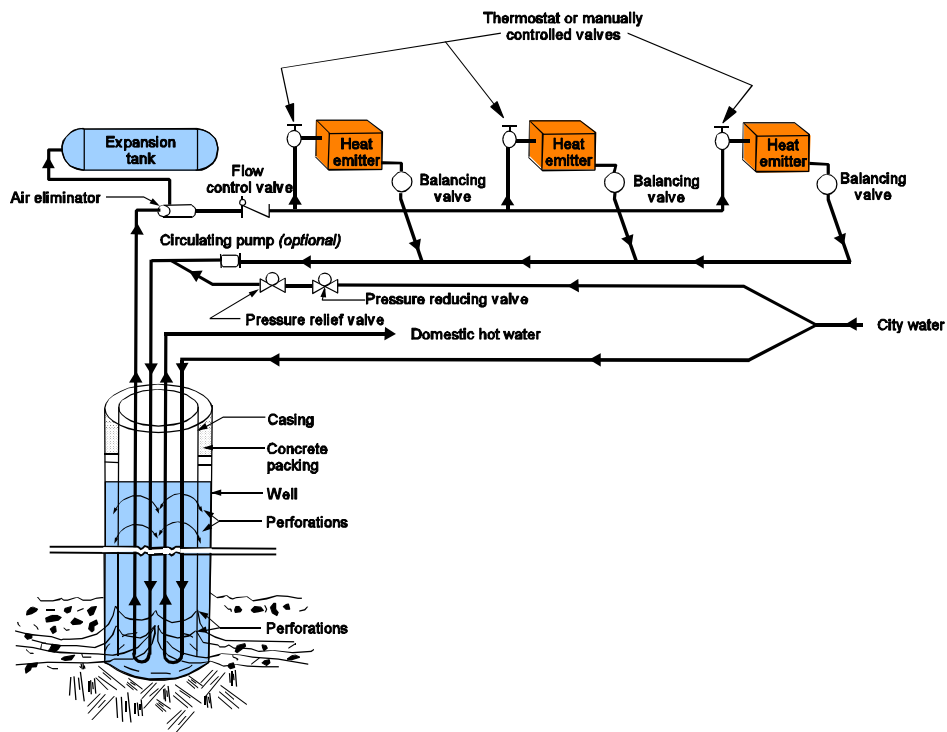 Thermostat or manually
controlled valves
Expansion
tank
Heat
emitter
Heat
emitter
Heat
emitter
Flow
control valve
Balancing
valve
Balancing
valve
Balancing
valve
Air eliminator
Circulating pump (optional)
Pressure reducing valve
Pressure relief valve
Domestic hot water
City water
Casing
Concrete
packing
Well
Perforations
Perforations